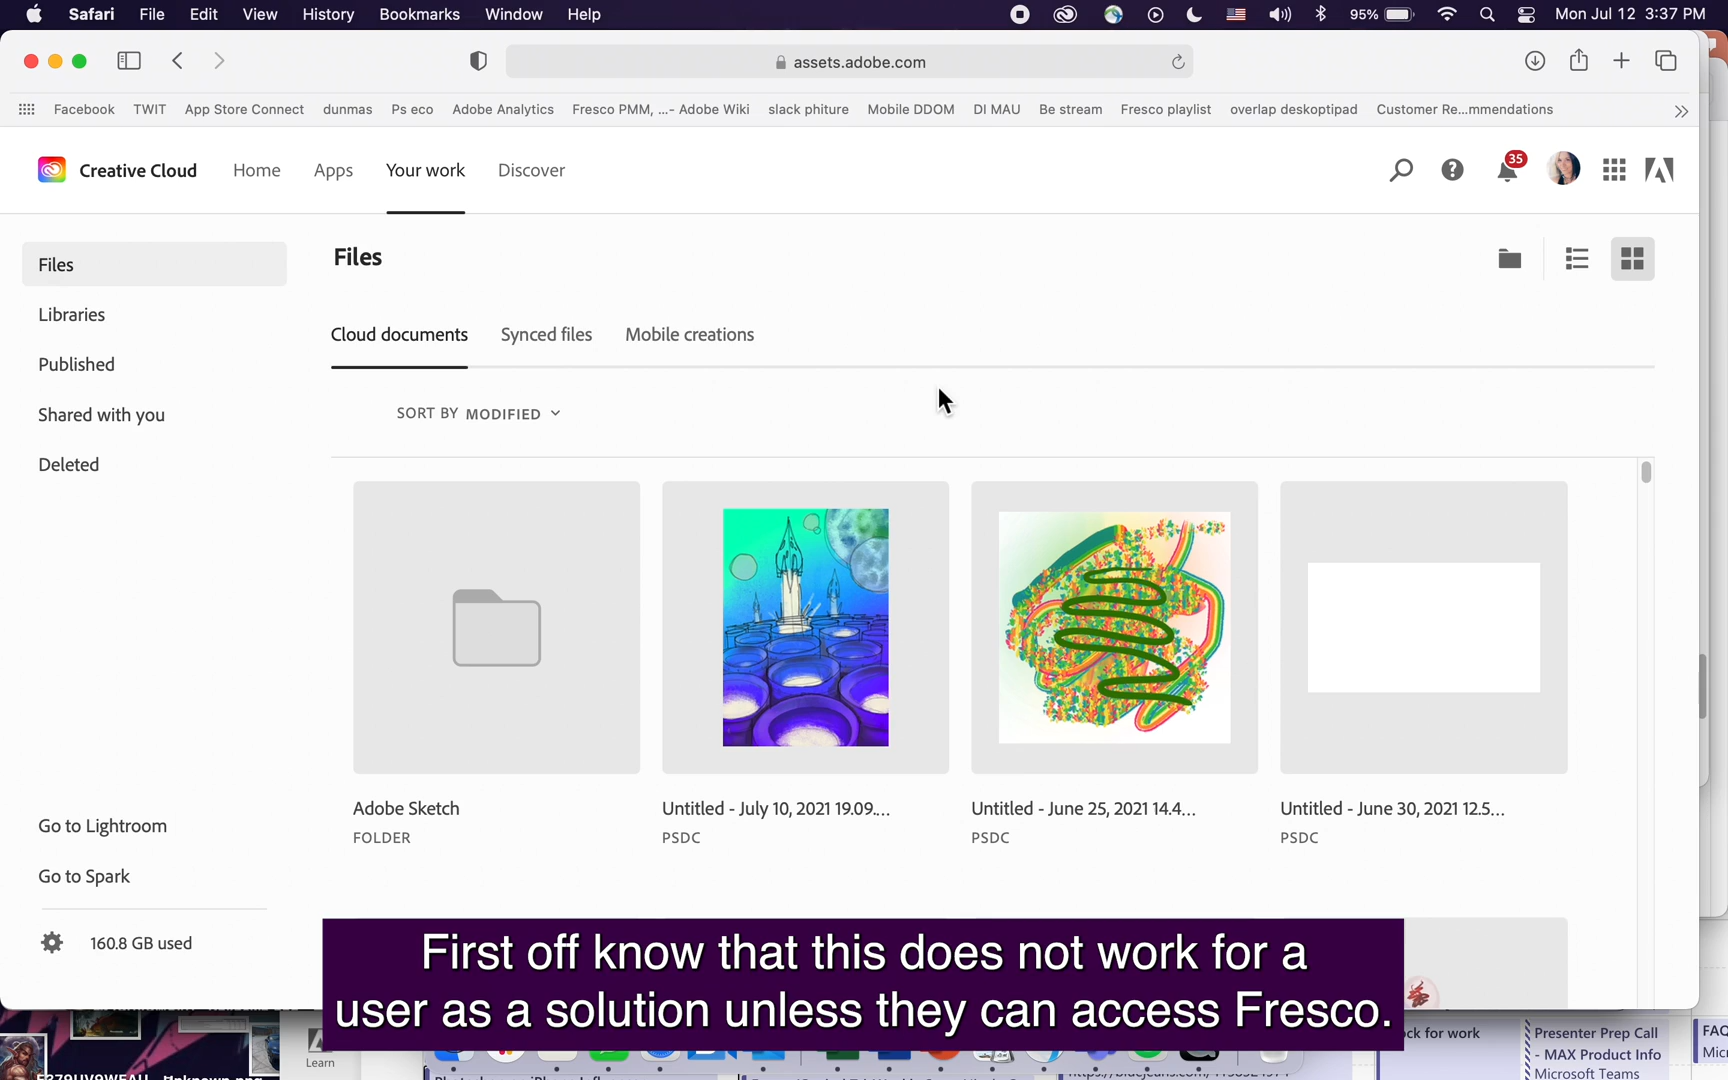 Safari File Edit View History Bookmarks Window Help 95% Mon Jul 12 3:37 PM
assets.adobe.com
Facebook TWIT App Store Connect dunmas Ps eco Adobe Analytics Fresco PMM, ...- Adobe Wiki slack phiture Mobile DDOM DI MAU Be stream Fresco playlist overlap deskoptipad Customer Re...mmendations
Creative Cloud Home Apps Your work Discover 35
Files
Libraries
Published
Shared with you
Deleted
Go to Lightroom
Go to Spark
160.8 GB used
Files
Cloud documents Synced files Mobile creations
SORT BY MODIFIED
Adobe Sketch
FOLDER
Untitled - July 10, 2021 19.09....
PSDC
Untitled - June 25, 2021 14.4...
PSDC
Untitled - June 30, 2021 12.5...
PSDC
First off know that this does not work for a
user as a solution unless they can access Fresco.
Learn
ck for work
Presenter Prep Call
- MAX Product Info
Microsoft Teams
FAQ
Micr